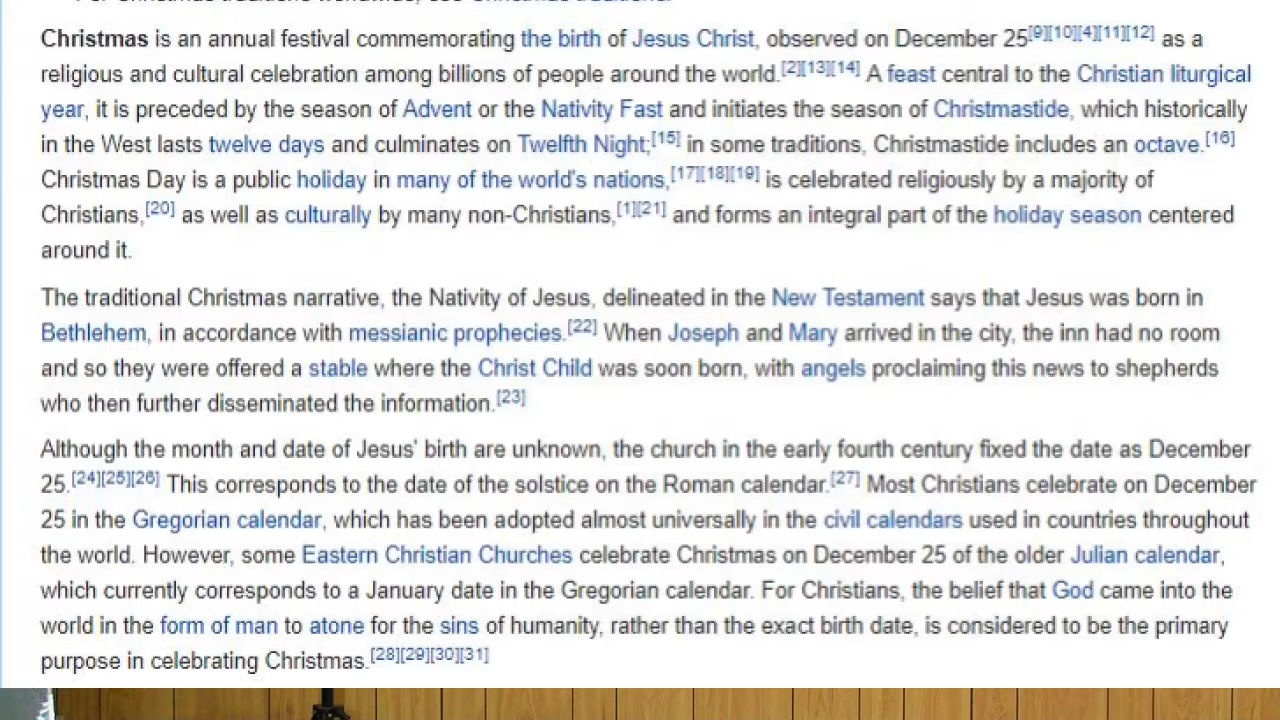 Christmas is an annual festival commemorating the birth of Jesus Christ, observed on December 25[9][10][4][11][12] as a
religious and cultural celebration among billions of people around the world.[2][13][14] A feast central to the Christian liturgical
year, it is preceded by the season of Advent or the Nativity Fast and initiates the season of Christmastide, which historically
in the West lasts twelve days and culminates on Twelfth Night;[15] in some traditions, Christmastide includes an octave.[16]
Christmas Day is a public holiday in many of the world's nations,[17][18][19] is celebrated religiously by a majority of
Christians,[20] as well as culturally by many non-Christians,[1][21] and forms an integral part of the holiday season centered
around it.
The traditional Christmas narrative, the Nativity of Jesus, delineated in the New Testament says that Jesus was born in
Bethlehem, in accordance with messianic prophecies.[22] When Joseph and Mary arrived in the city, the inn had no room
and so they were offered a stable where the Christ Child was soon born, with angels proclaiming this news to shepherds
who then further disseminated the information.[23]
Although the month and date of Jesus' birth are unknown, the church in the early fourth century fixed the date as December
25.[24][25][26] This corresponds to the date of the solstice on the Roman calendar.[27] Most Christians celebrate on December
25 in the Gregorian calendar, which has been adopted almost universally in the civil calendars used in countries throughout
the world. However, some Eastern Christian Churches celebrate Christmas on December 25 of the older Julian calendar,
which currently corresponds to a January date in the Gregorian calendar. For Christians, the belief that God came into the
world in the form of man to atone for the sins of humanity, rather than the exact birth date, is considered to be the primary
purpose in celebrating Christmas.[28][29][30][31]